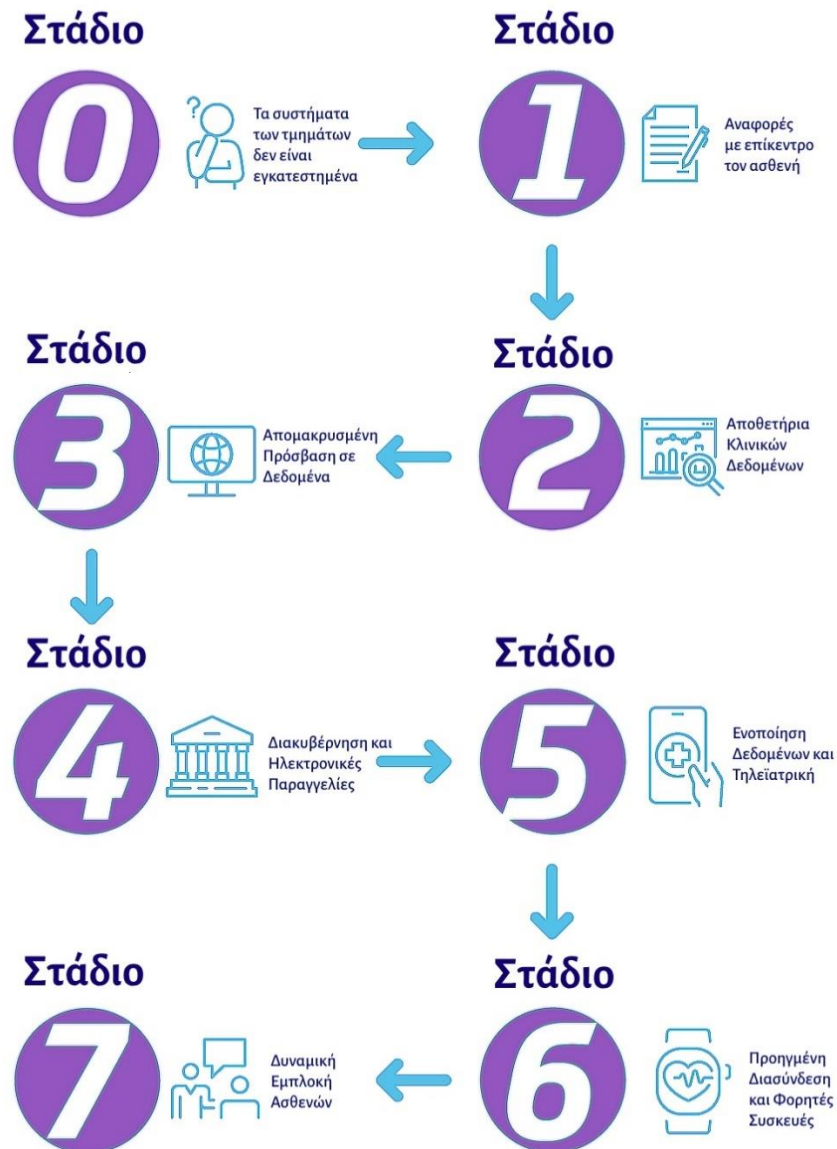 Στάδιο
0
Τα συστήματα
των τμημάτων
δεν είναι
εγκατεστημένα
Στάδιο
1
Αναφορές
με επίκεντρο
τον ασθενή
Στάδιο
2
Αποθετήρια
Κλινικών
Δεδομένων
Στάδιο
3
Απομακρυσμένη
Πρόσβαση σε
Δεδομένα
Στάδιο
4
Διακυβέρνηση και
Ηλεκτρονικές
Παραγγελίες
Στάδιο
5
Ενοποίηση
Δεδομένων και
Τηλεϊατρική
Στάδιο
6
Προηγμένη
Διασύνδεση
και Φορητές
Συσκευές
Στάδιο
7
Δυναμική
Εμπλοκή
Ασθενών